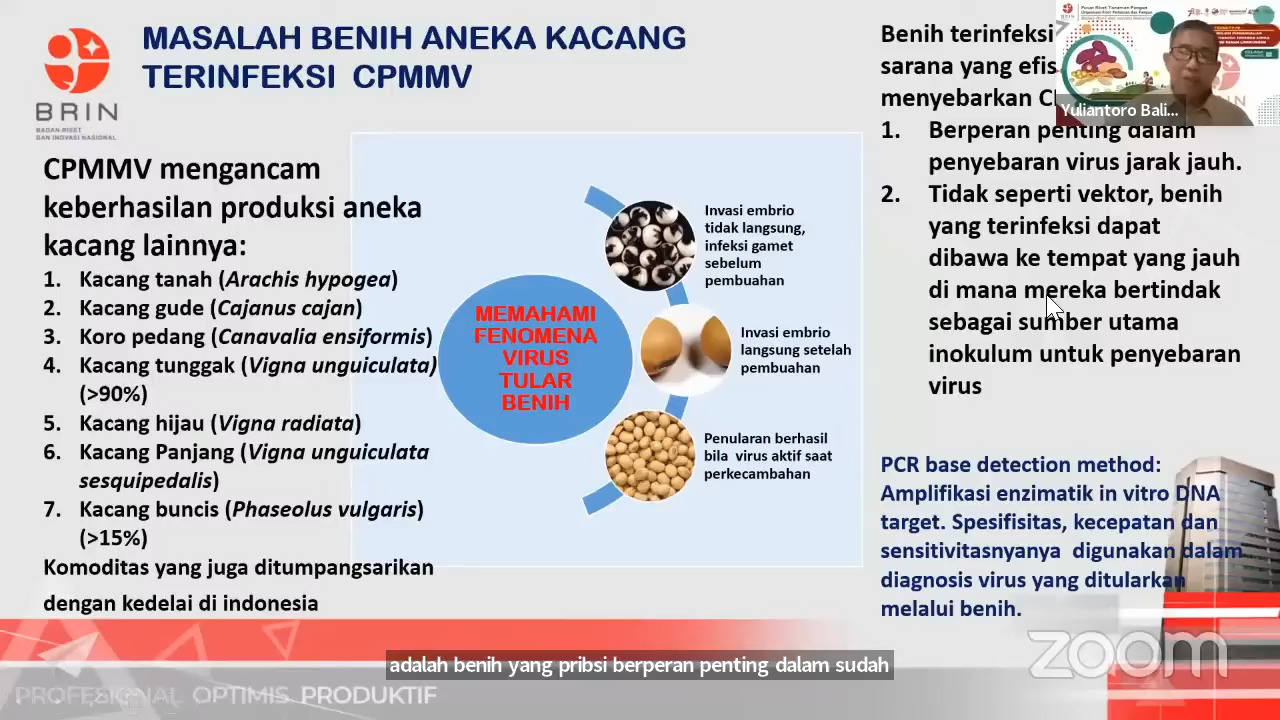 MASALAH BENIH ANEKA KACANG
TERINFEKSI CPMMV
BRIN
BADAN RISET
DAN INOVASI NASIONAL
CPMMV mengancam
keberhasilan produksi aneka
kacang lainnya:
1. Kacang tanah (Arachis hypogea)
2. Kacang gude (Cajanus cajan)
3. Koro pedang (Canavalia ensiformis)
4. Kacang tunggak (Vigna unguiculata)
(>90%)
5. Kacang hijau (Vigna radiata)
6. Kacang Panjang (Vigna unguiculata
sesquipedalis)
7. Kacang buncis (Phaseolus vulgaris)
(>15%)
Komoditas yang juga ditumpangsarikan
dengan kedelai di indonesia
MEMAHAMI
FENOMENA
VIRUS
TULAR
BENIH
Invasi embrio
tidak langsung,
infeksi gamet
sebelum
pembuahan
Invasi embrio
langsung setelah
pembuahan
Penularan berhasil
bila virus aktif saat
perkecambahan
Benih terinfeksi
sarana yang efis
menyebarkan
1. Berperan penting dalam
penyebaran virus jarak jauh.
2. Tidak seperti vektor, benih
yang terinfeksi dapat
dibawa ke tempat yang jauh
di mana mereka bertindak
sebagai sumber utama
inokulum untuk penyebaran
virus
PCR base detection method:
Amplifikasi enzimatik in vitro DNA
target. Spesifisitas, kecepatan dan
sensitivitasnyanya digunakan dalam
diagnosis virus yang ditularkan
melalui benih.
Yuliantoro Bali...
zoom
adalah benih yang pribsi berperan penting dalam sudah
PROFESIONAL OPTIMIS PRODUKTIF